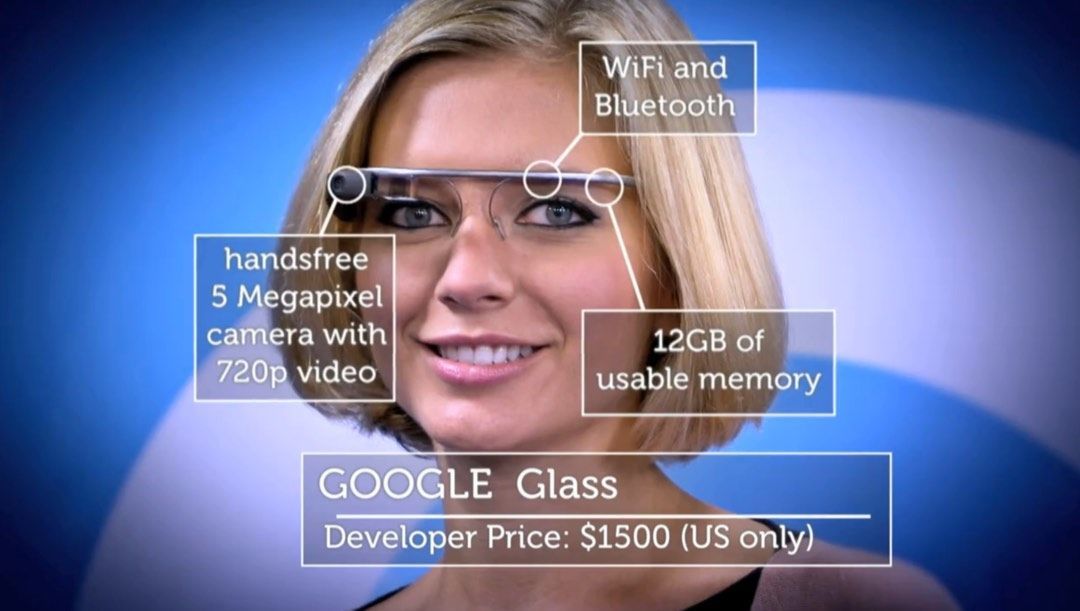 WiFi and
Bluetooth
handsfree
5 Megapixel
camera with
720p video
12GB of
usable memory
GOOGLE Glass
Developer Price: $1500 (US only)